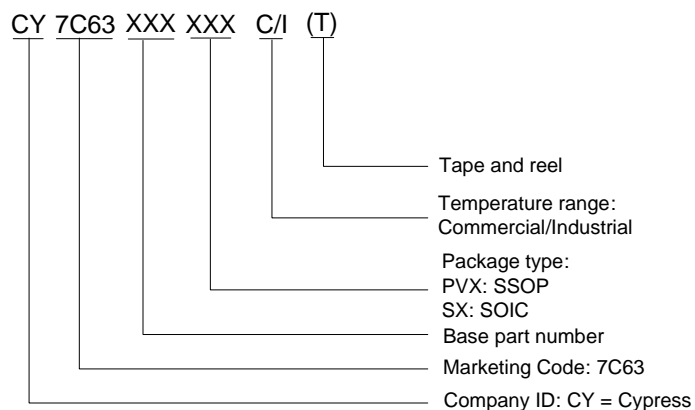 CY 7C63 XXX XXX C/I (T)
Tape and reel
Temperature range:
Commercial/Industrial
Package type:
PVX: SSOP
SX: SOIC
Base part number
Marketing Code: 7C63
Company ID: CY = Cypress